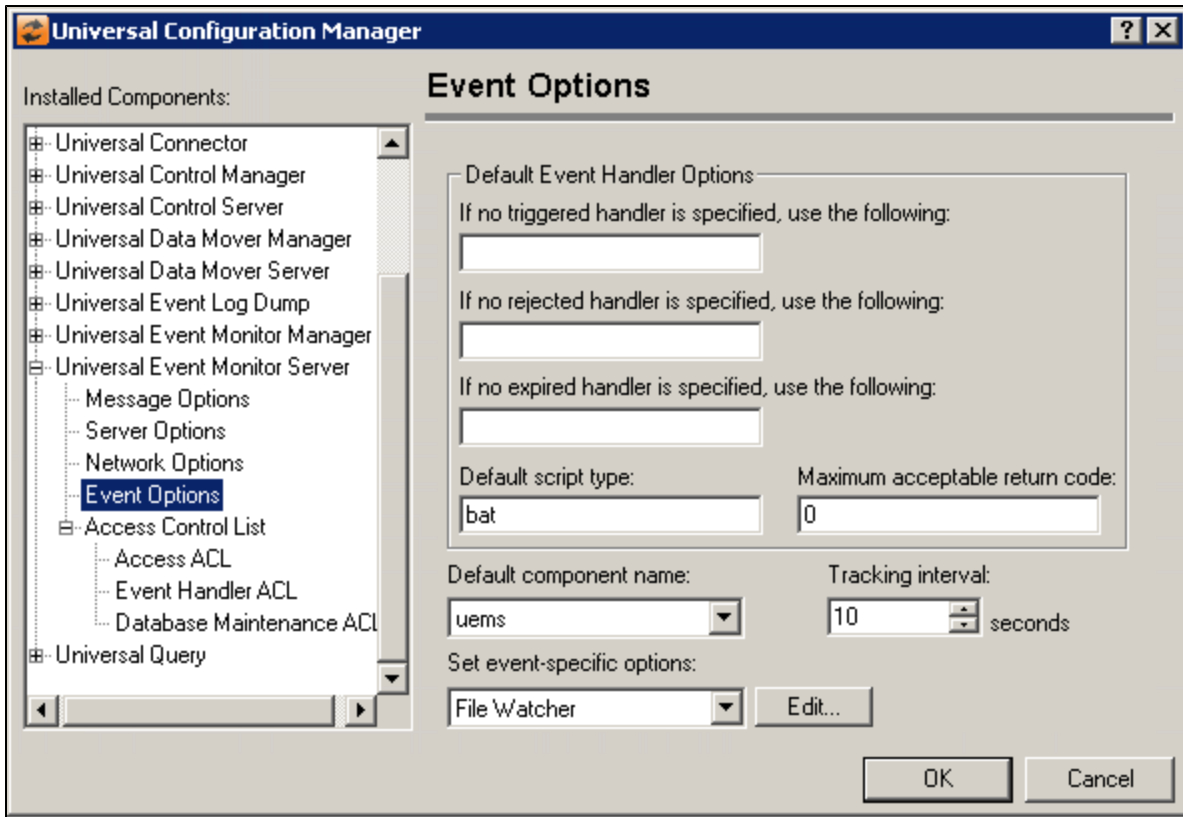 Universal Configuration Manager
Installed Components:
Universal Connector
Universal Control Manager
Universal Control Server
Universal Data Mover Manager
Universal Data Mover Server
Universal Event Log Dump
Universal Event Monitor Manager
Universal Event Monitor Server
Message Options
Server Options
Network Options
Event Options
Access Control List
Access ACL
Event Handler ACL
Database Maintenance ACL
Universal Query
Event Options
Default Event Handler Options
If no triggered handler is specified, use the following:
If no rejected handler is specified, use the following:
If no expired handler is specified, use the following:
Default script type: Maximum acceptable return code:
bat 0
Default component name: Tracking interval:
uems 10 seconds
Set event-specific options:
File Watcher Edit...
OK Cancel